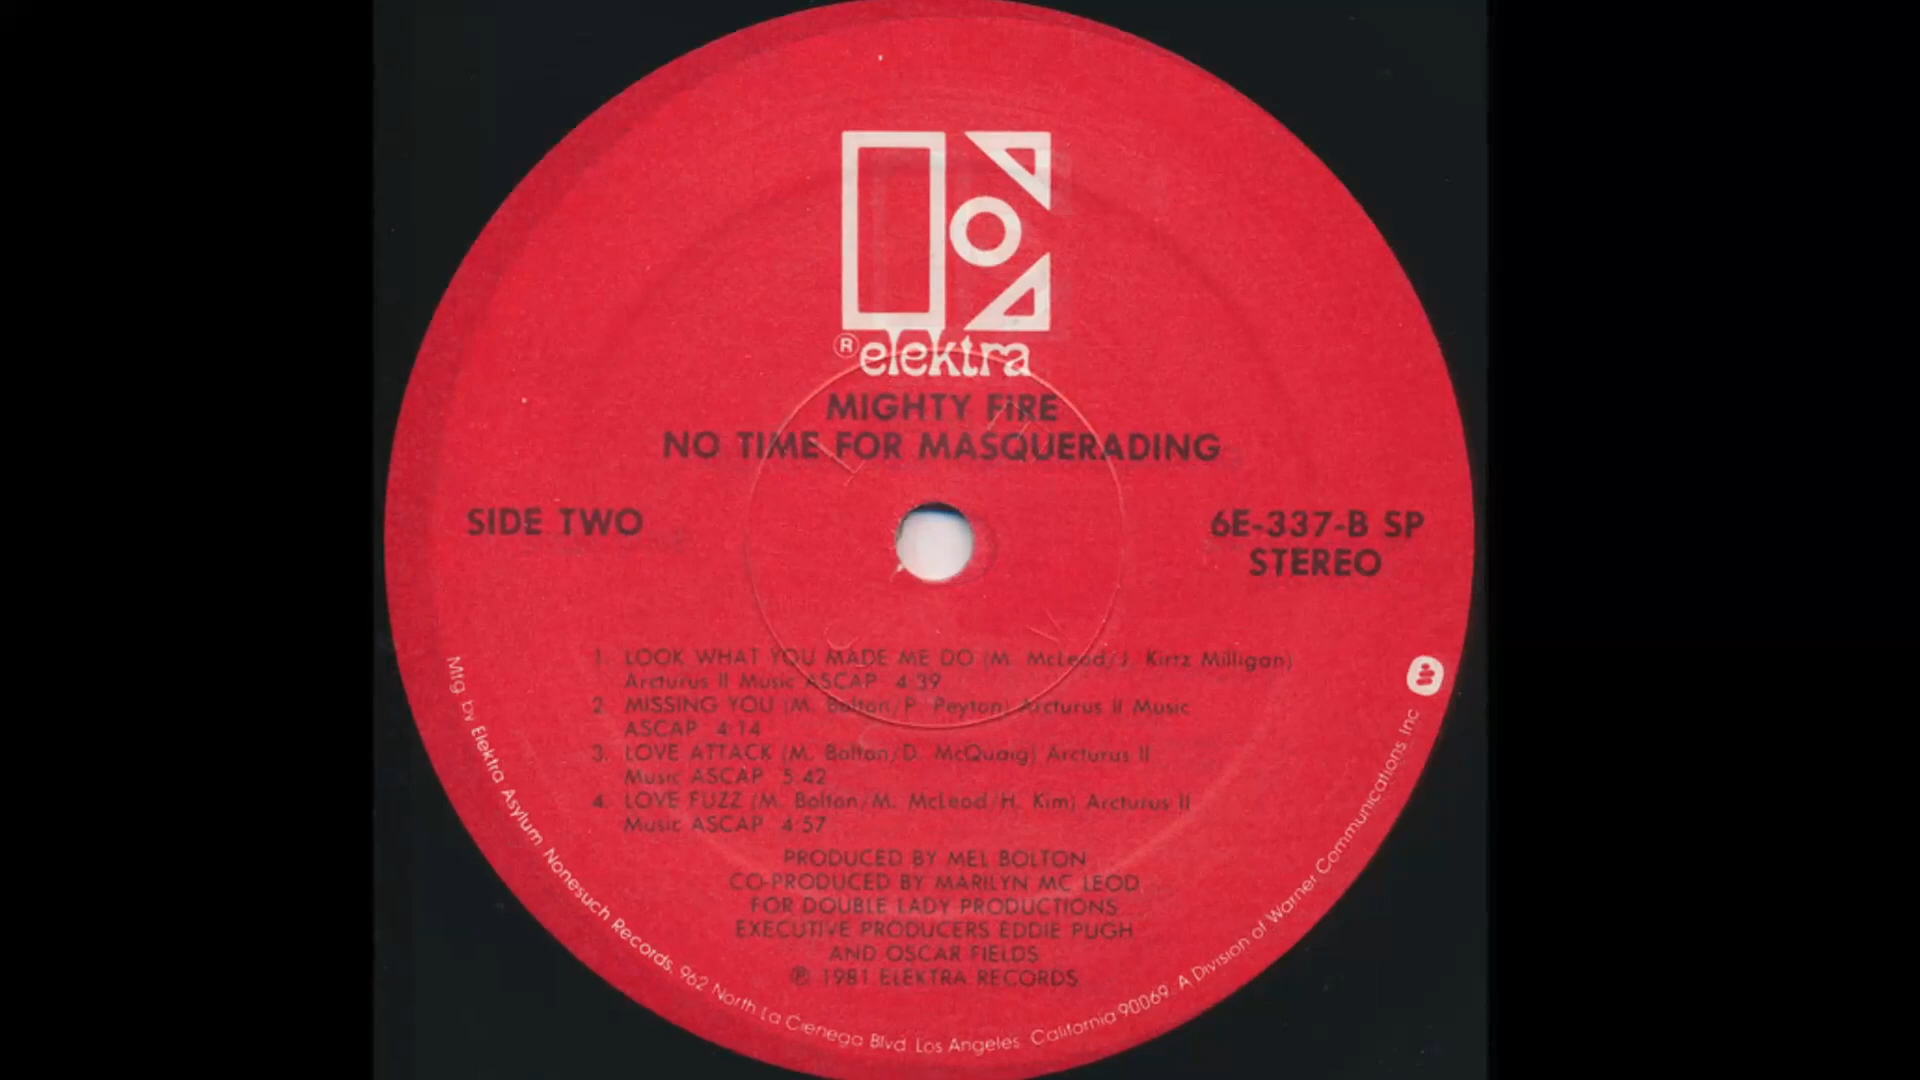 ® elektra
MIGHTY FIRE
NO TIME FOR MASQUERADING
SIDE TWO
6E-337-B SP
STEREO
1. LOOK WHAT YOU MADE ME DO (M. McLeod/J. Kirtz Milligan)
Arcturus II Music ASCAP 4:39
2. MISSING YOU (M. Bolton/P. Peyton) Arcturus II Music
ASCAP 4:14
3. LOVE ATTACK (M. Bolton/D. McQuaig) Arcturus II
Music ASCAP 5:42
4. LOVE FUZZ (M. Bolton/M. McLeod/H. Kim) Arcturus II
Music ASCAP 4:57
PRODUCED BY MEL BOLTON
CO-PRODUCED BY MARILYN MC LEOD
FOR DOUBLE LADY PRODUCTIONS
EXECUTIVE PRODUCERS EDDIE PUGH
AND OSCAR FIELDS
℗ 1981 ELEKTRA RECORDS
Mfg. by Elektra Asylum Nonesuch Records, 962 North La Cienega Blvd. Los Angeles, California 90069. A Division of Warner Communications Inc